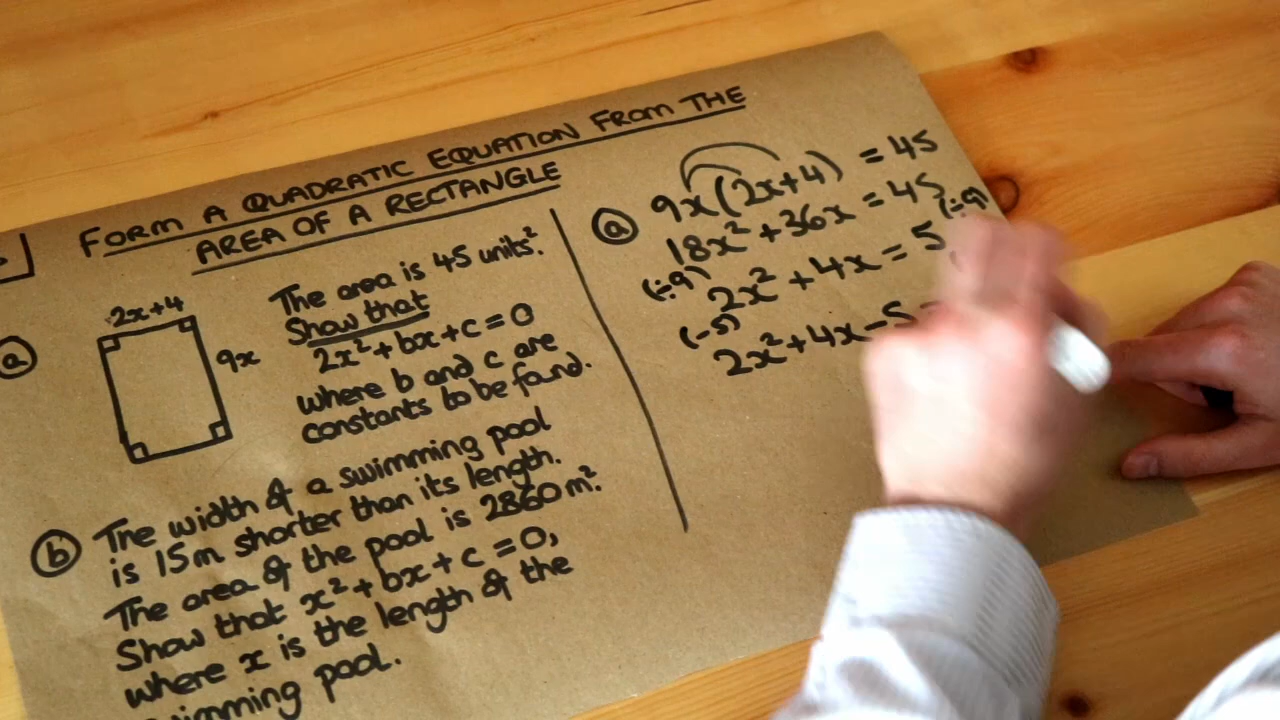 FORM A QUADRATIC EQUATION FROM THE
AREA OF A RECTANGLE
a
2x+4
9x
The area is 45 units².
Show that
2x²+bx+c=0
where b and c are
constants to be found.
b
The width of a swimming pool
is 15m shorter than its length.
The area of the pool is 2860m².
Show that x²+bx+c=0,
where x is the length of the
swimming pool.
a
9x(2x+4) = 45
18x²+36x = 45
(÷9) (÷9)
2x²+4x = 5
(-5)
2x²+4x-5